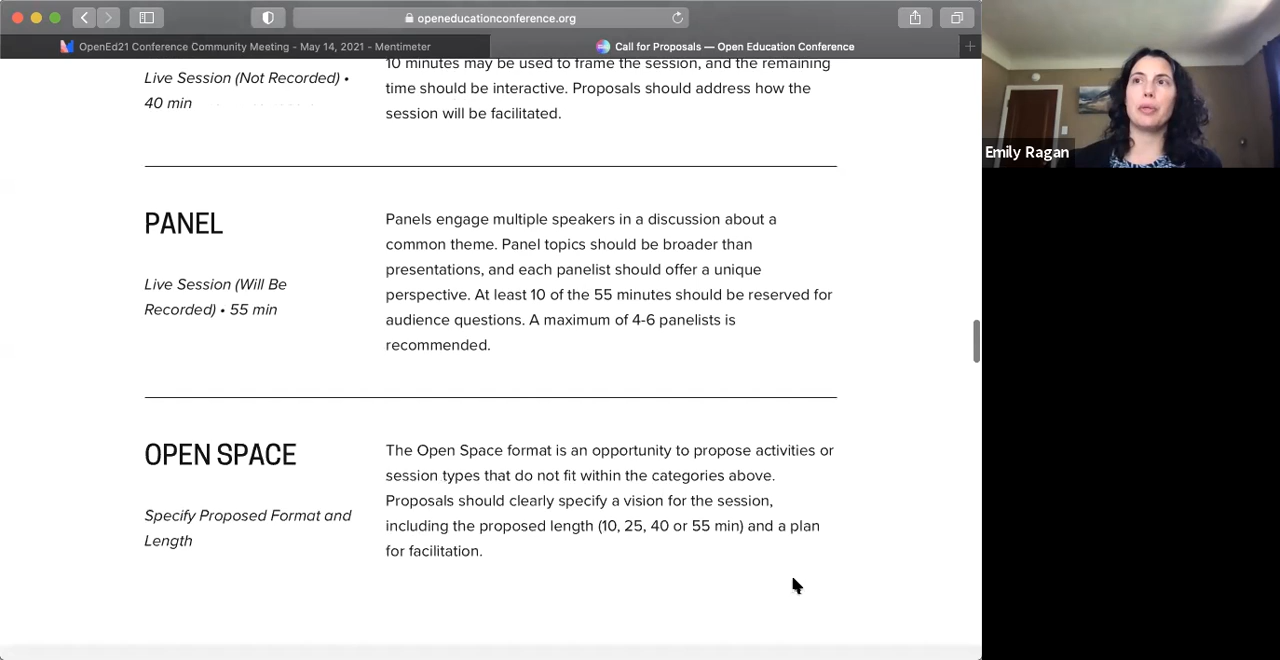 openeducationconference.org
OpenEd21 Conference Community Meeting - May 14, 2021 - Mentimeter
Call for Proposals — Open Education Conference
Live Session (Not Recorded) •
40 min
10 minutes may be used to frame the session, and the remaining
time should be interactive. Proposals should address how the
session will be facilitated.
Emily Ragan
PANEL
Live Session (Will Be
Recorded) • 55 min
Panels engage multiple speakers in a discussion about a
common theme. Panel topics should be broader than
presentations, and each panelist should offer a unique
perspective. At least 10 of the 55 minutes should be reserved for
audience questions. A maximum of 4-6 panelists is
recommended.
OPEN SPACE
Specify Proposed Format and
Length
The Open Space format is an opportunity to propose activities or
session types that do not fit within the categories above.
Proposals should clearly specify a vision for the session,
including the proposed length (10, 25, 40 or 55 min) and a plan
for facilitation.